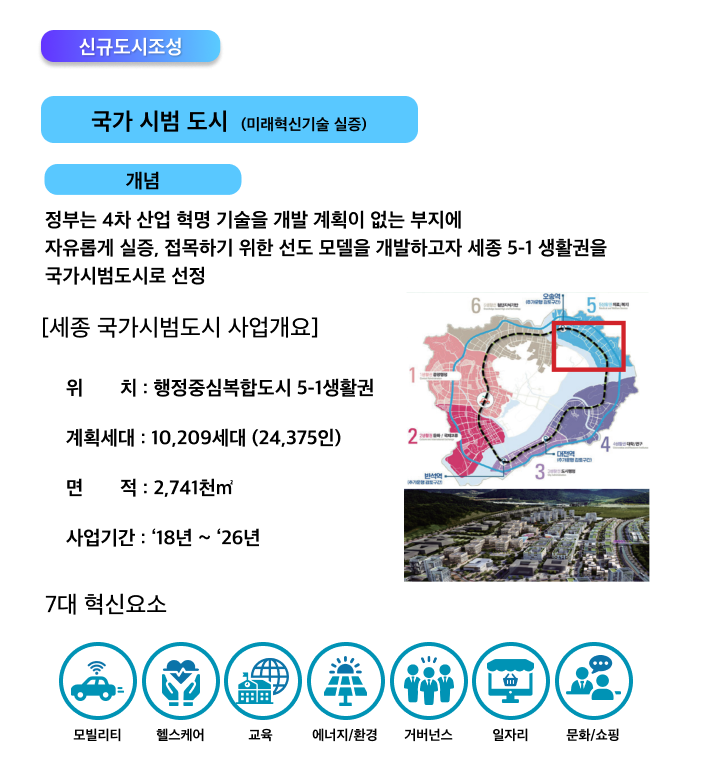 신규도시조성
국가 시범 도시 (미래혁신기술 실증)
개념
정부는 4차 산업 혁명 기술을 개발 계획이 없는 부지에
자유롭게 실증, 접목하기 위한 선도 모델을 개발하고자 세종 5-1 생활권을
국가시범도시로 선정
[세종 국가시범도시 사업개요]
위 치 : 행정중심복합도시 5-1생활권
계획세대 : 10,209세대 (24,375인)
면 적 : 2,741천㎡
사업기간 : ‘18년 ~ ‘26년
오송역
6
5
1
2
4
대전역
반석역
3
7대 혁신요소
모빌리티
헬스케어
교육
에너지/환경
거버넌스
일자리
문화/쇼핑